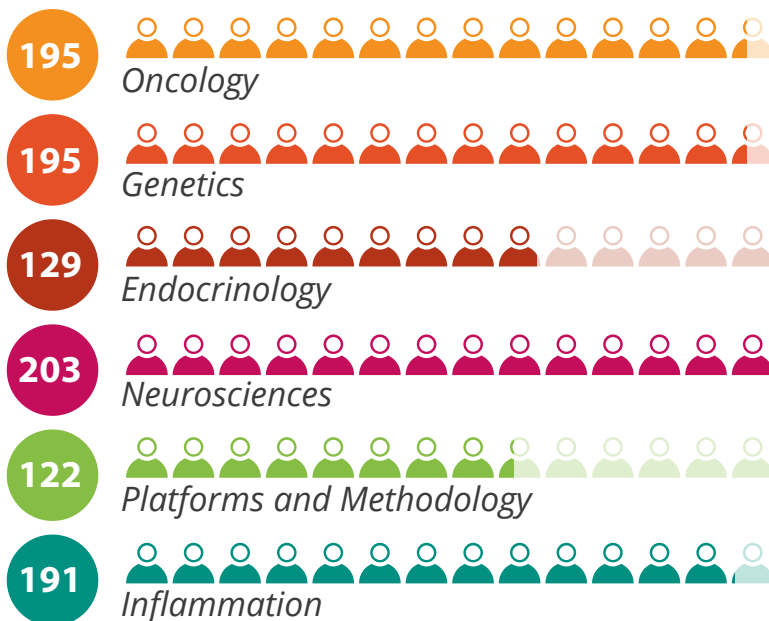 195
Oncology
195
Genetics
129
Endocrinology
203
Neurosciences
122
Platforms and Methodology
191
Inflammation